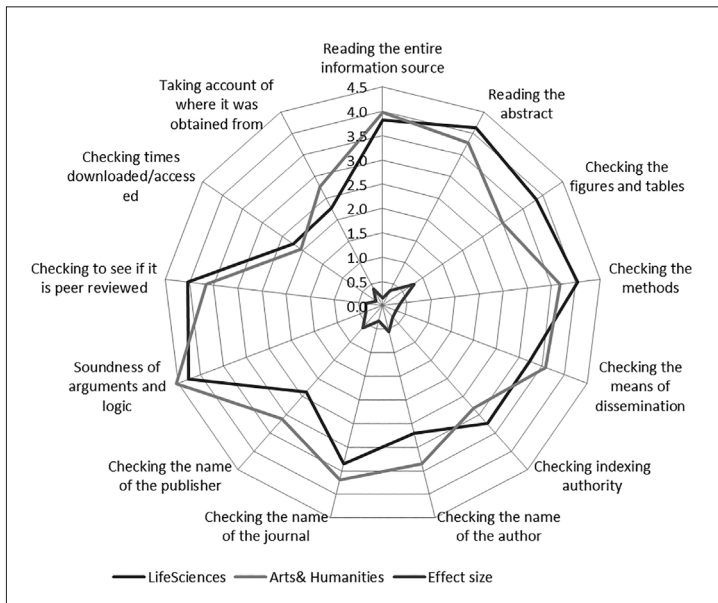 Reading the entire
information source
Reading the
abstract
Checking the
figures and tables
Checking the
methods
Checking the
means of
dissemination
Checking indexing
authority
Checking the name
of the author
Checking the name
of the journal
Checking the name
of the publisher
Soundness of
arguments and
logic
Checking to see if it
is peer reviewed
Checking times
downloaded/access
ed
Taking account of
where it was
obtained from
4.5
4.0
3.5
3.0
2.5
2.0
1.5
1.0
0.5
0.0
LifeSciences
Arts& Humanities
Effect size